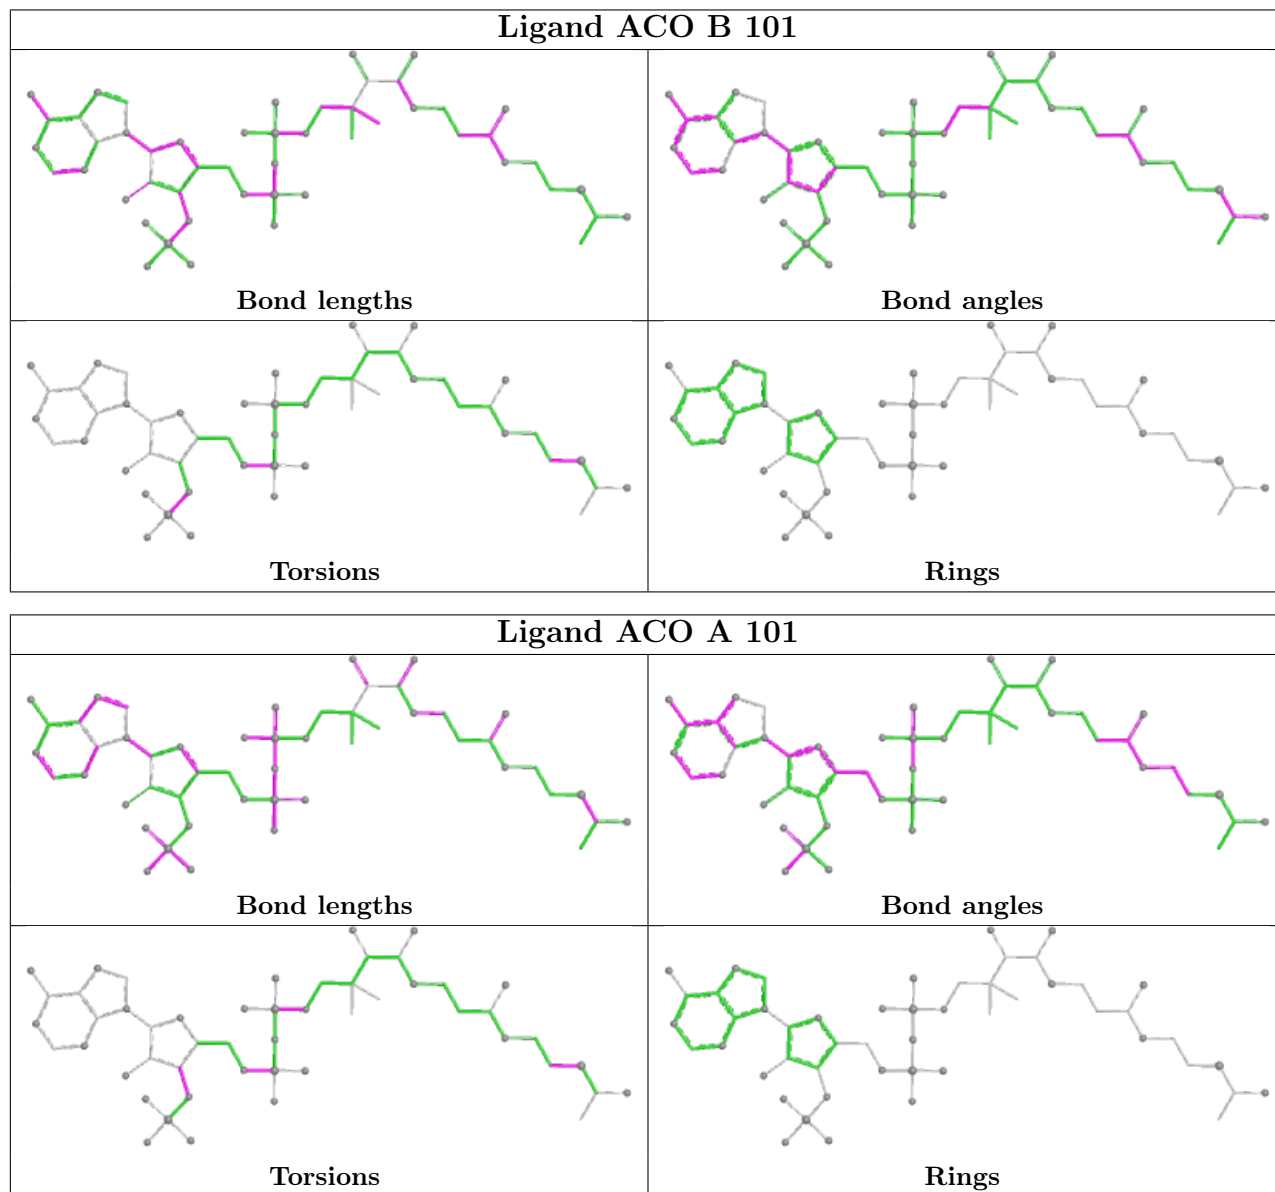 Ligand ACO B 101
Bond lengths
Bond angles
Torsions
Rings
Ligand ACO A 101
Bond lengths
Bond angles
Torsions
Rings